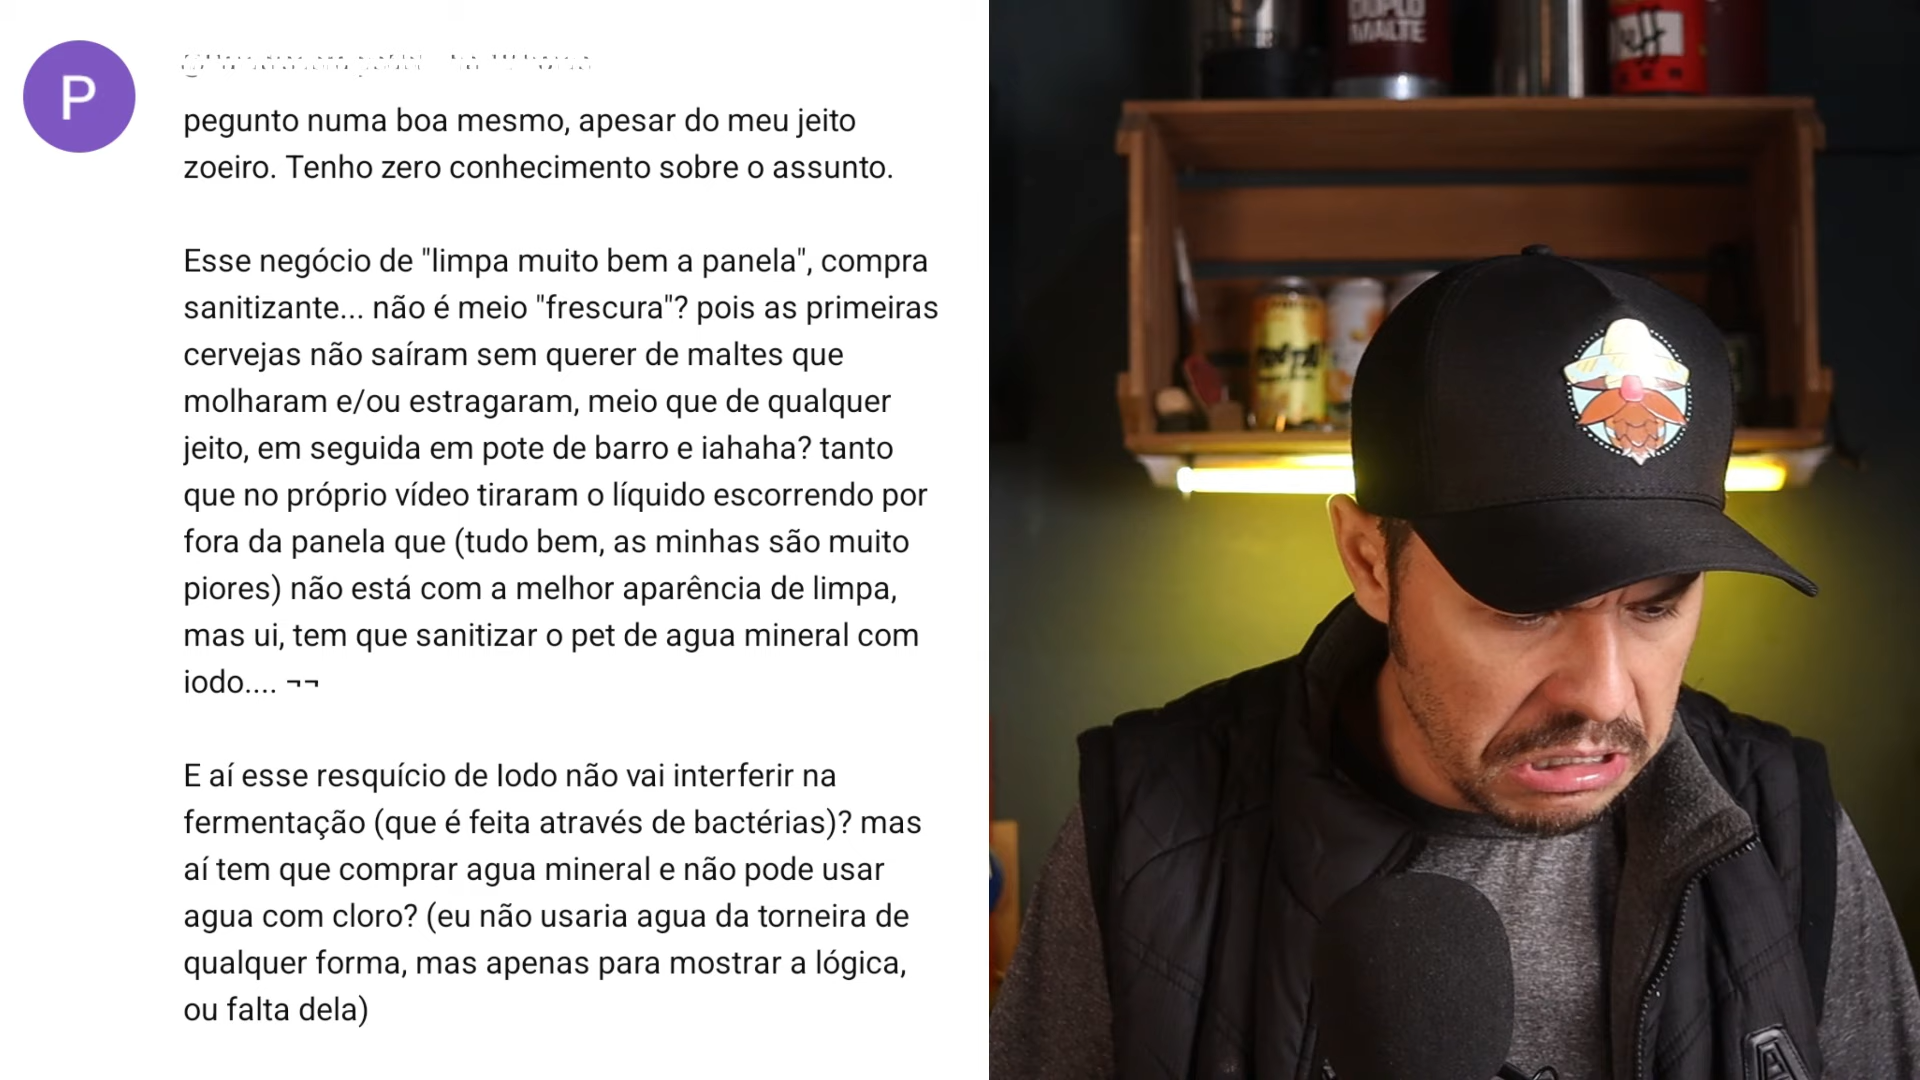 P
pegunto numa boa mesmo, apesar do meu jeito
zoeiro. Tenho zero conhecimento sobre o assunto.
Esse negócio de "limpa muito bem a panela", compra
sanitizante... não é meio "frescura"? pois as primeiras
cervejas não saíram sem querer de maltes que
molharam e/ou estragaram, meio que de qualquer
jeito, em seguida em pote de barro e iahaha? tanto
que no próprio vídeo tiraram o líquido escorrendo por
fora da panela que (tudo bem, as minhas são muito
piores) não está com a melhor aparência de limpa,
mas ui, tem que sanitizar o pet de agua mineral com
iodo.... ¬¬
E aí esse resquício de Iodo não vai interferir na
fermentação (que é feita através de bactérias)? mas
aí tem que comprar agua mineral e não pode usar
agua com cloro? (eu não usaria agua da torneira de
qualquer forma, mas apenas para mostrar a lógica,
ou falta dela)
DUPLO
MALTE